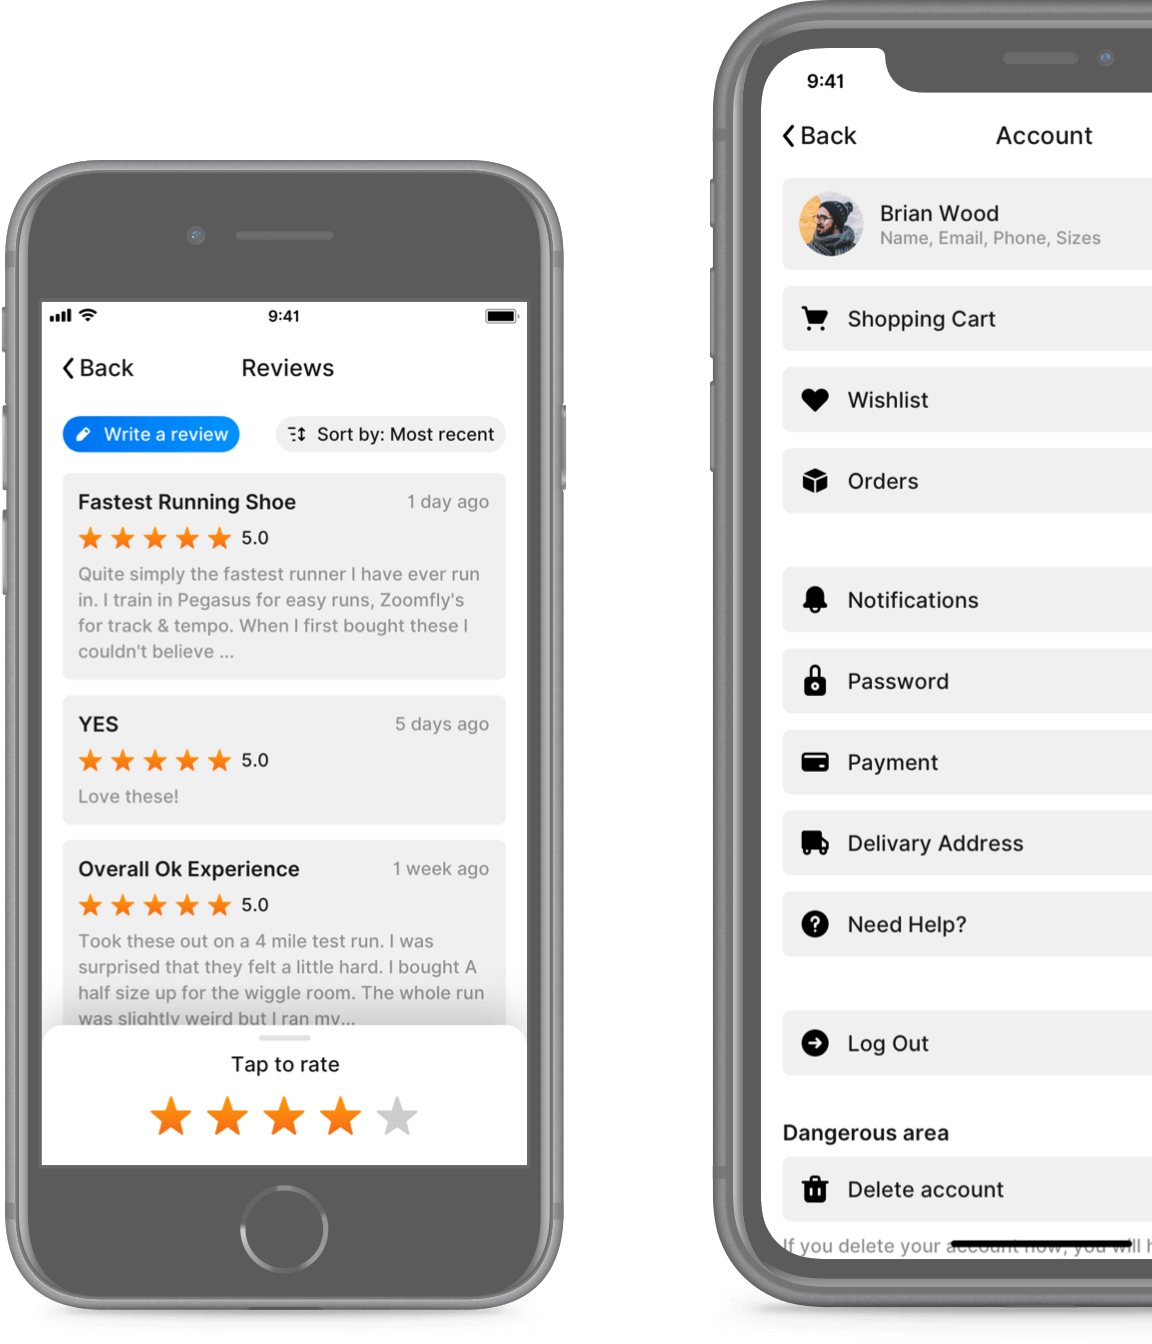 9:41
Back
Reviews
Write a review
Sort by: Most recent
Fastest Running Shoe
1 day ago
5.0
Quite simply the fastest runner I have ever run
in. I train in Pegasus for easy runs, Zoomfly's
for track & tempo. When I first bought these I
couldn't believe ...
YES
5 days ago
5.0
Love these!
Overall Ok Experience
1 week ago
5.0
Took these out on a 4 mile test run. I was
surprised that they felt a little hard. I bought A
half size up for the wiggle room. The whole run
was slightly weird but I ran my...
Tap to rate
9:41
Back
Account
Brian Wood
Name, Email, Phone, Sizes
Shopping Cart
Wishlist
Orders
Notifications
Password
Payment
Delivary Address
Need Help?
Log Out
Dangerous area
Delete account
If you delete your account now, you will